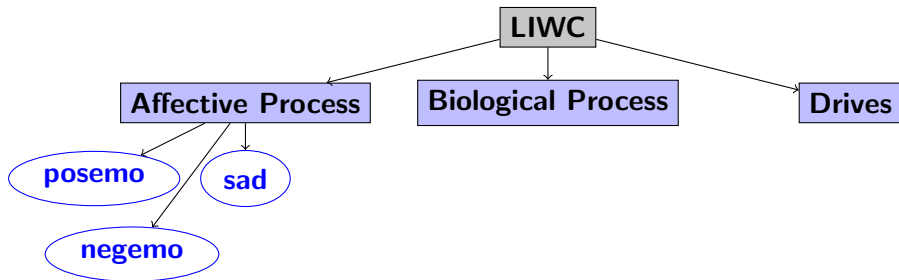 LIWC
Affective Process
Biological Process
Drives
posemo
sad
negemo